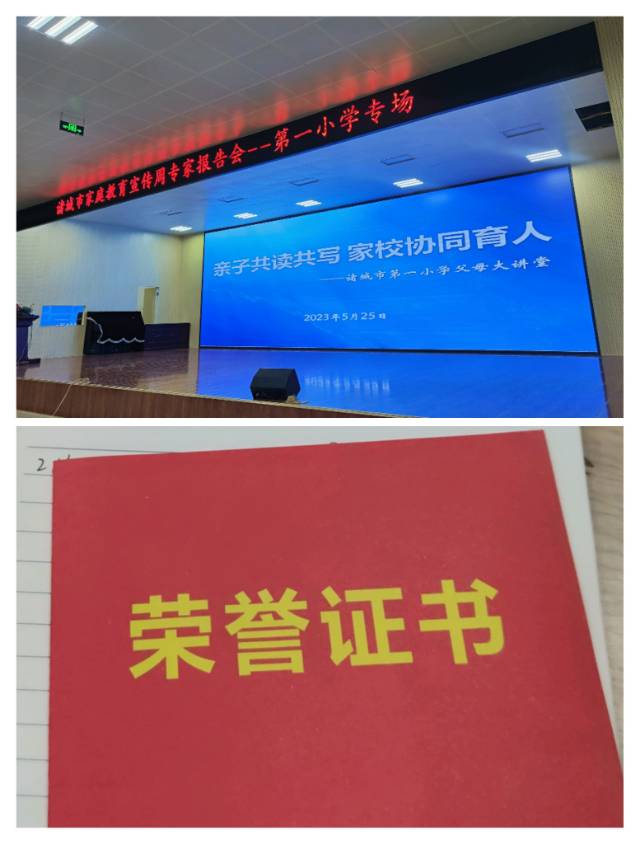 诸城市家庭教育宣传周专家报告会--第一小学专场
亲子共读共写 家校协同育人
——诸城市第一小学父母大讲堂
2023年5月25日
2
荣誉证书